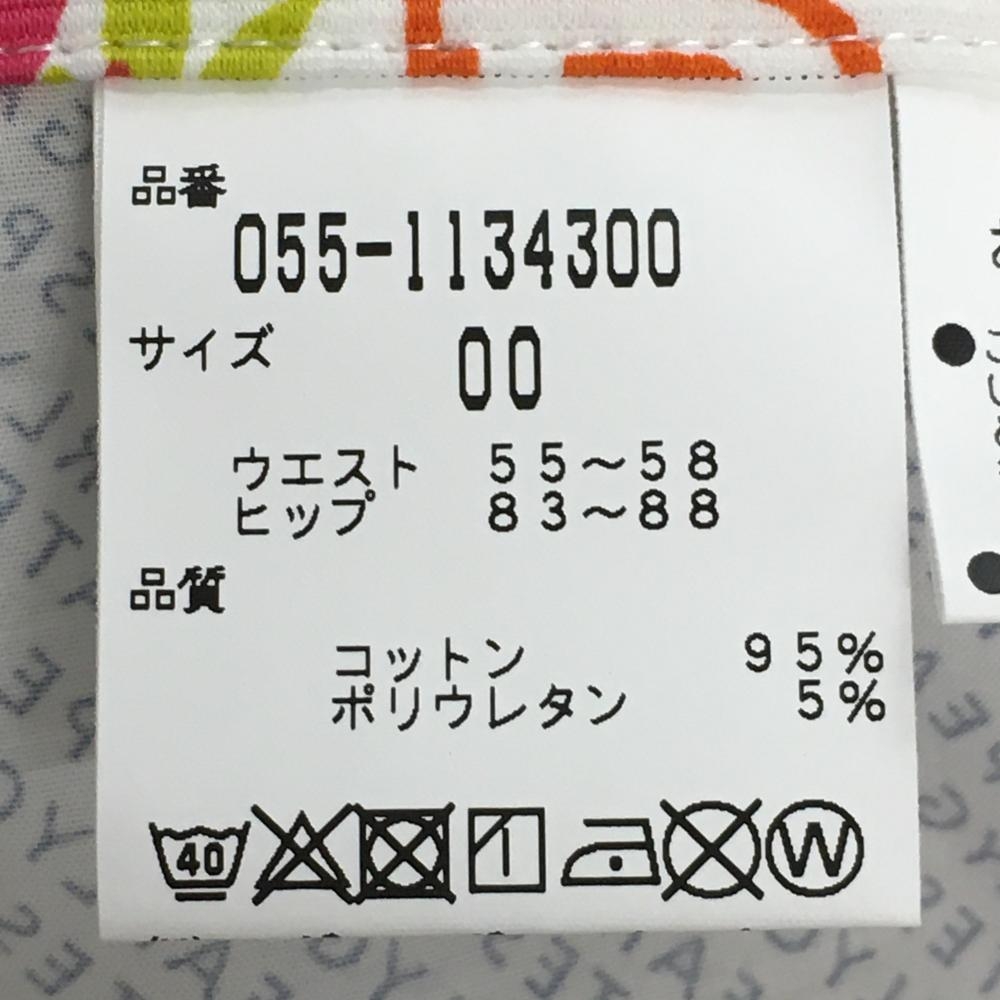 品番
055-1134300
サイズ 00
ウエスト 55～58
ヒップ 83～88
品質
コットン 95%
ポリウレタン 5%
40 W